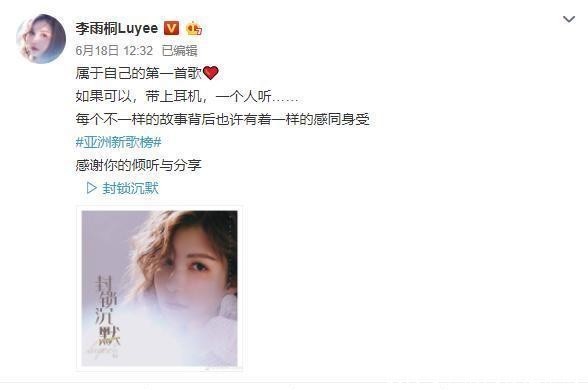 李雨桐Luyee
6月18日 12:32 已编辑
属于自己的第一首歌
如果可以，带上耳机，一个人听……
每个不一样的故事背后也许有着一样的感同身受
#亚洲新歌榜#
感谢你的倾听与分享
封锁沉默
封锁沉默